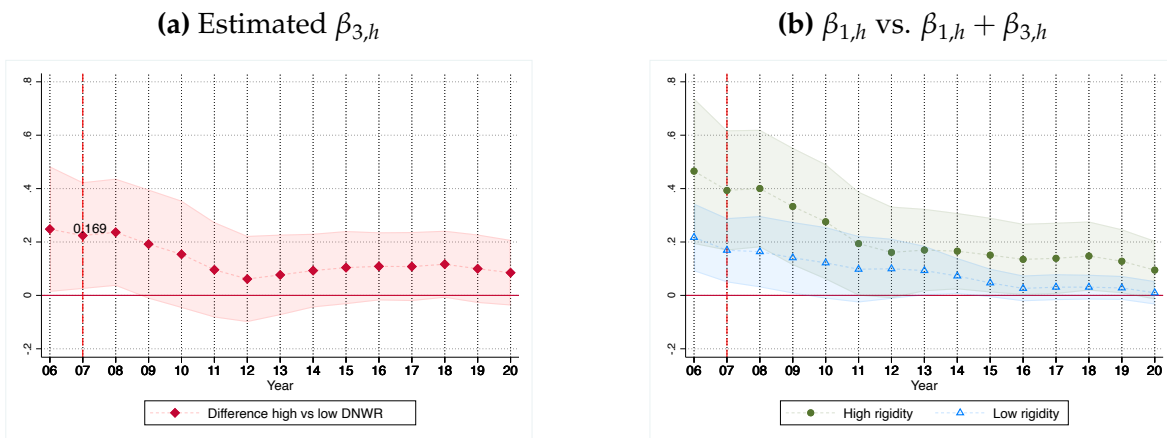 (a) Estimated β3,h
(b) β1,h vs. β1,h + β3,h
.8
.6
.4
.2
0
-.2
0.169
06 07 08 09 10 11 12 13 14 15 16 17 18 19 20
Year
Difference high vs low DNWR
.8
.6
.4
.2
0
-.2
06 07 08 09 10 11 12 13 14 15 16 17 18 19 20
Year
High rigidity Low rigidity